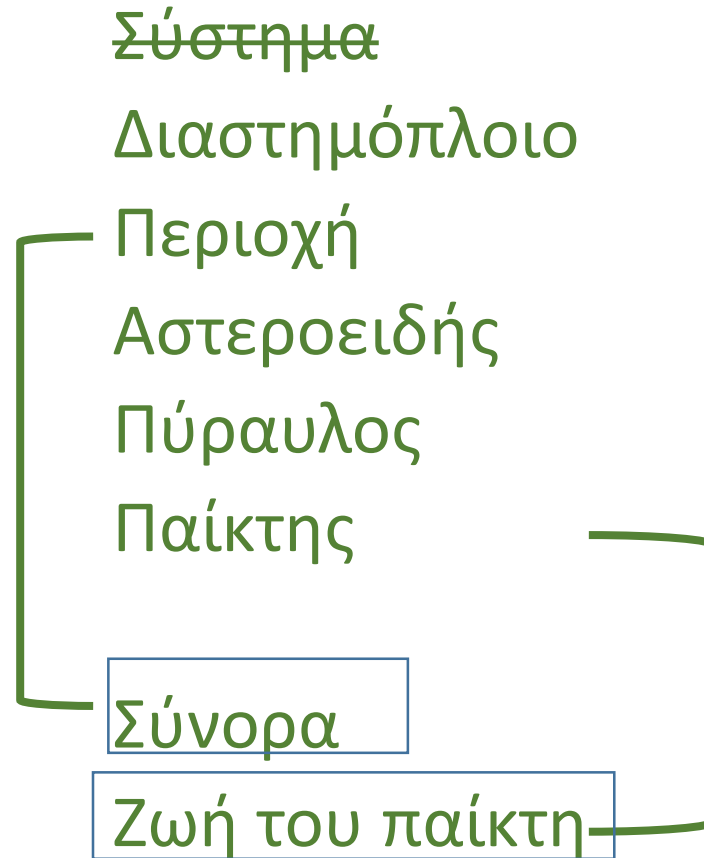 Σύστημα
Διαστημόπλοιο
Περιοχή
Αστεροειδής
Πύραυλος
Παίκτης
Σύνορα
Ζωή του παίκτη